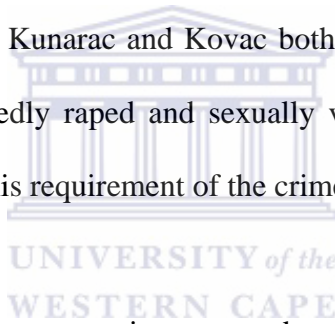 Kunarac and Kovac both
edly raped and sexually
is requirement of the crime
UNIVERSITY of the
WESTERN CAPE